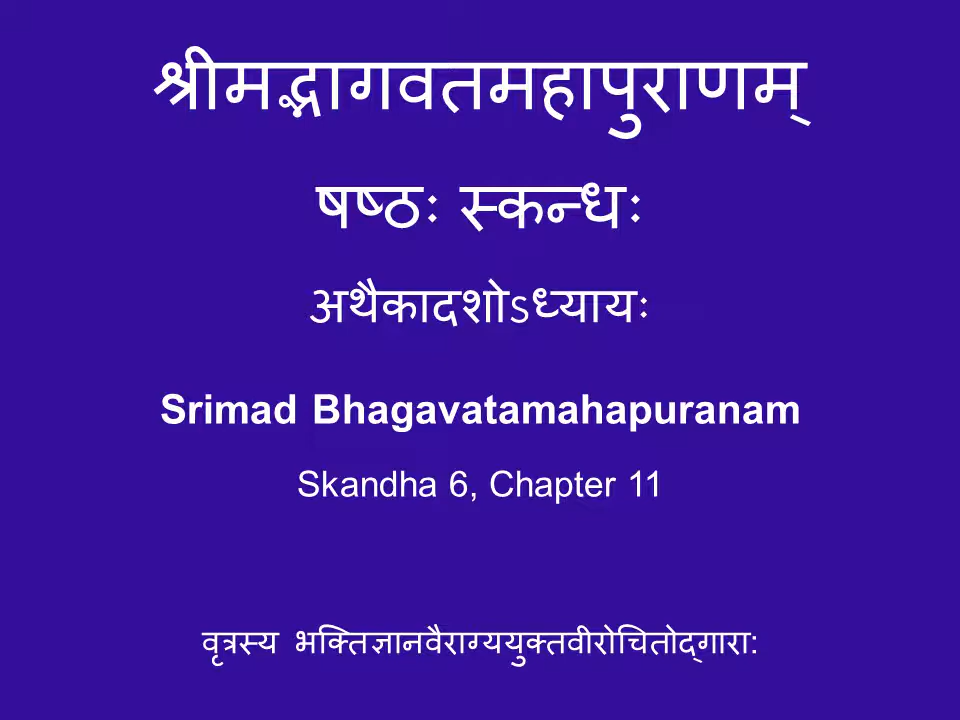 श्रीमद्भागवतमहापुराणम्
षष्ठः स्कन्धः
अथैकादशोऽध्यायः
Srimad Bhagavatamahapuranam
Skandha 6, Chapter 11
वृत्रस्य भक्तिज्ञानवैराग्ययुक्तवीरोचितोद्गारा: